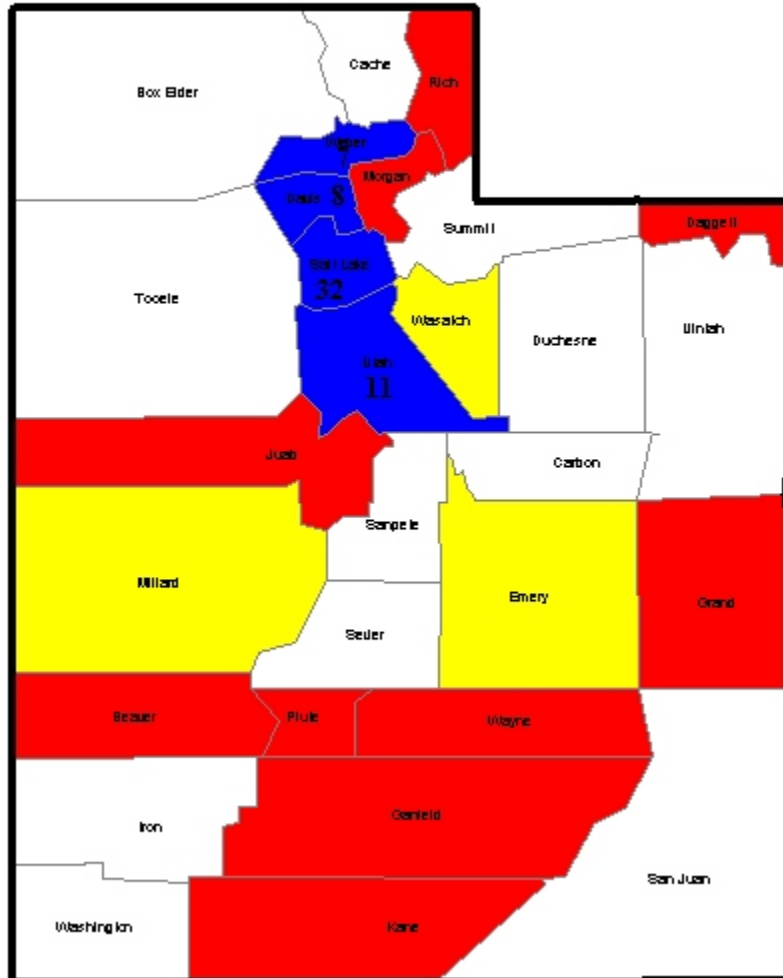 Cache
Rich
Box Elder
Weber
7
Morgan
Davis 8
Daggett
Summit
Salt Lake
32
Tooele
Wasatch
Uintah
Duchesne
Utah
11
Juab
Carbon
Sanpete
Millard
Emery
Grand
Sevier
Beaver
Piute
Wayne
Garfield
Iron
San Juan
Washington
Kane